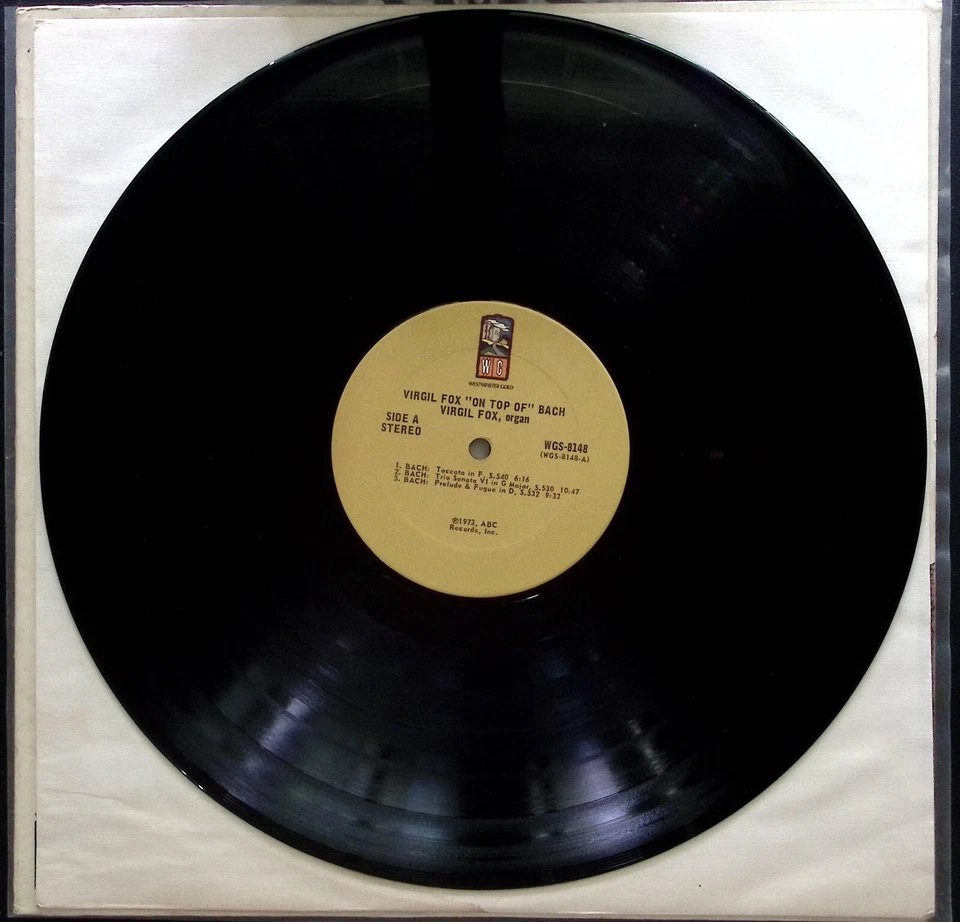 W G
WESTMINSTER GOLD
VIRGIL FOX "ON TOP OF" BACH
VIRGIL FOX, organ
SIDE A
STEREO
WGS-8148
(WGS-8148-A)
1. BACH: Toccata in F, S.540 6:16
2. BACH: Trio Sonata VI in G Major, S.530 10:47
3. BACH: Prelude & Fugue in D, S.532 9:33
℗1973, ABC
Records, Inc.